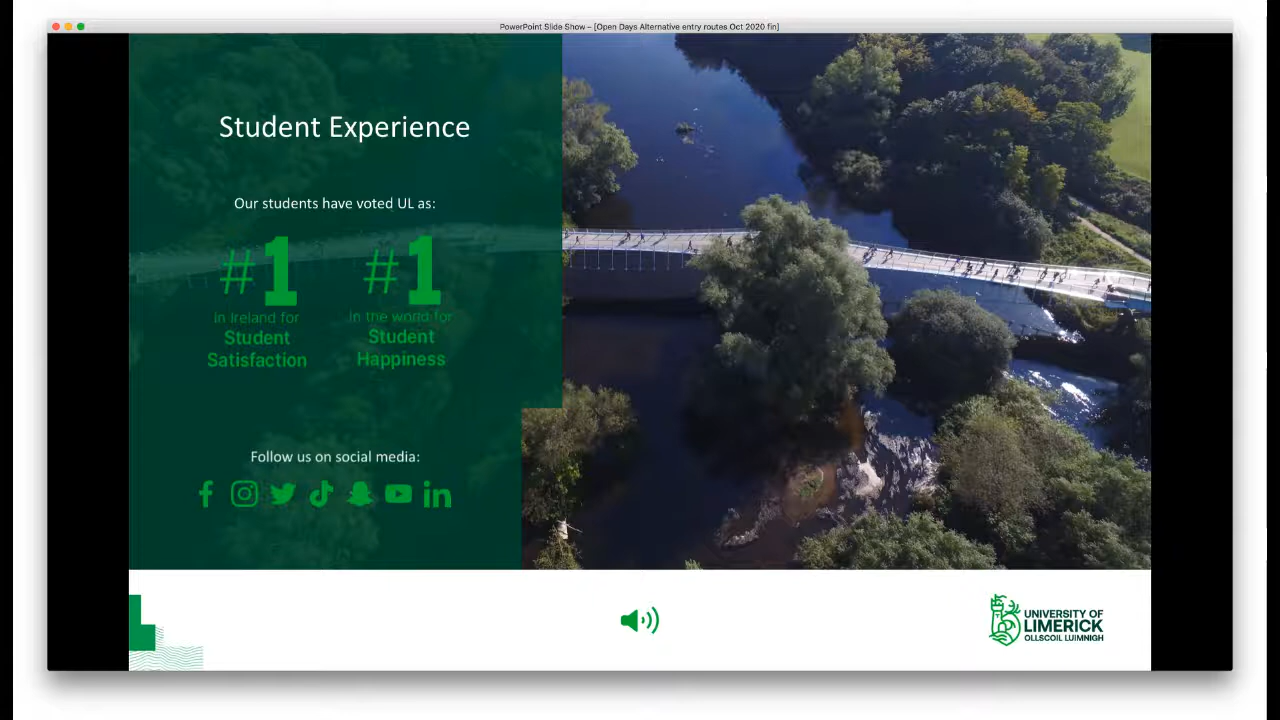 PowerPoint Slide Show – [Open Days Alternative entry routes Oct 2020 fin]
Student Experience
Our students have voted UL as:
#1
In Ireland for
Student
Satisfaction
#1
In the world for
Student
Happiness
Follow us on social media:
UNIVERSITY OF
LIMERICK
OLLSCOIL LUIMNIGH